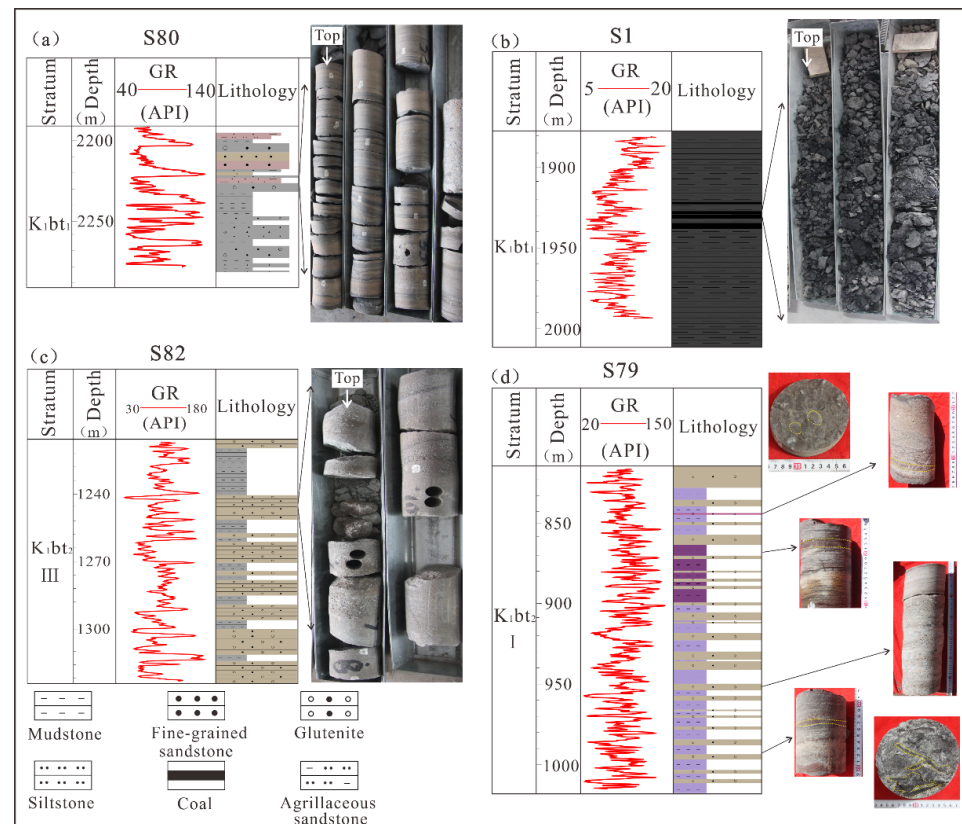 (a) S80
Stratum Depth (m) GR 40 140 (API) Lithology
Top
2200
K₁bt₁
2250
(b) S1
Stratum Depth (m) GR 5 20 (API) Lithology
Top
1900
K₁bt₁
1950
2000
(c) S82
Stratum Depth (m) GR 30 180 (API) Lithology
Top
1240
K₁bt₂
III
1270
1300
(d) S79
Stratum Depth (m) GR 20 150 (API) Lithology
850
900
K₁bt₂
I
950
1000
Mudstone
Fine-grained
sandstone
Glutenite
Siltstone
Coal
Agrillaceous
sandstone